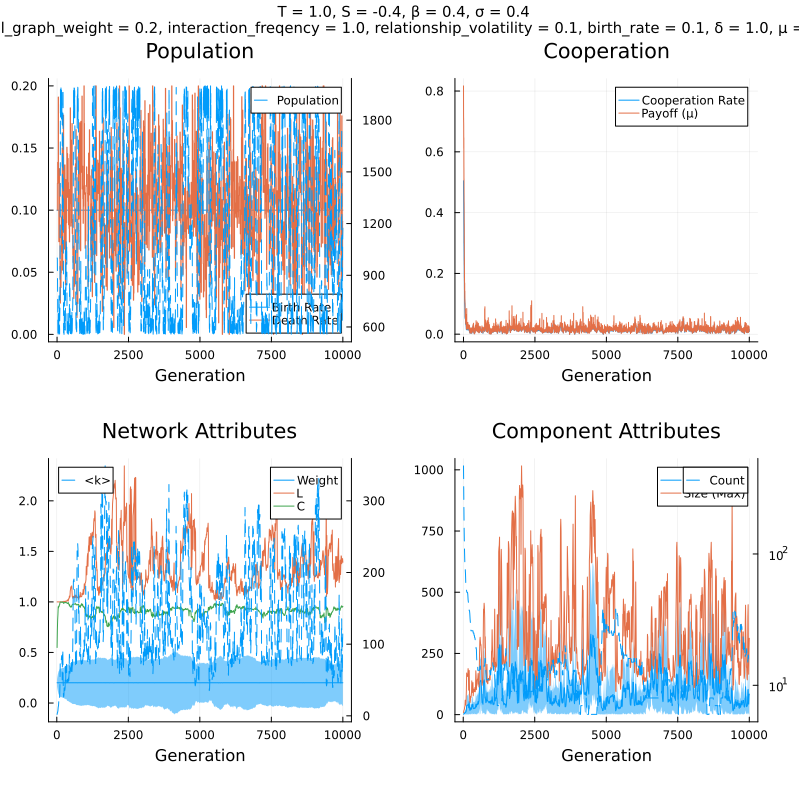 T = 1.0, S = -0.4, β = 0.4, σ = 0.4
l_graph_weight = 0.2, interaction_freqency = 1.0, relationship_volatility = 0.1, birth_rate = 0.1, δ = 1.0, μ =
Population
Cooperation
0.20
0.15
0.10
0.05
0.00
Population
Birth Rate
Death Rate
1800
1500
1200
900
600
0
2500
5000
7500
10000
Generation
0.8
0.6
0.4
0.2
0.0
Cooperation Rate
Payoff (μ)
0
2500
5000
7500
10000
Generation
Network Attributes
Component Attributes
2.0
1.5
1.0
0.5
0.0
<k>
Weight
L
C
300
200
100
0
0
2500
5000
7500
10000
Generation
1000
750
500
250
0
Count
Size (Max)
10²
10¹
0
2500
5000
7500
10000
Generation